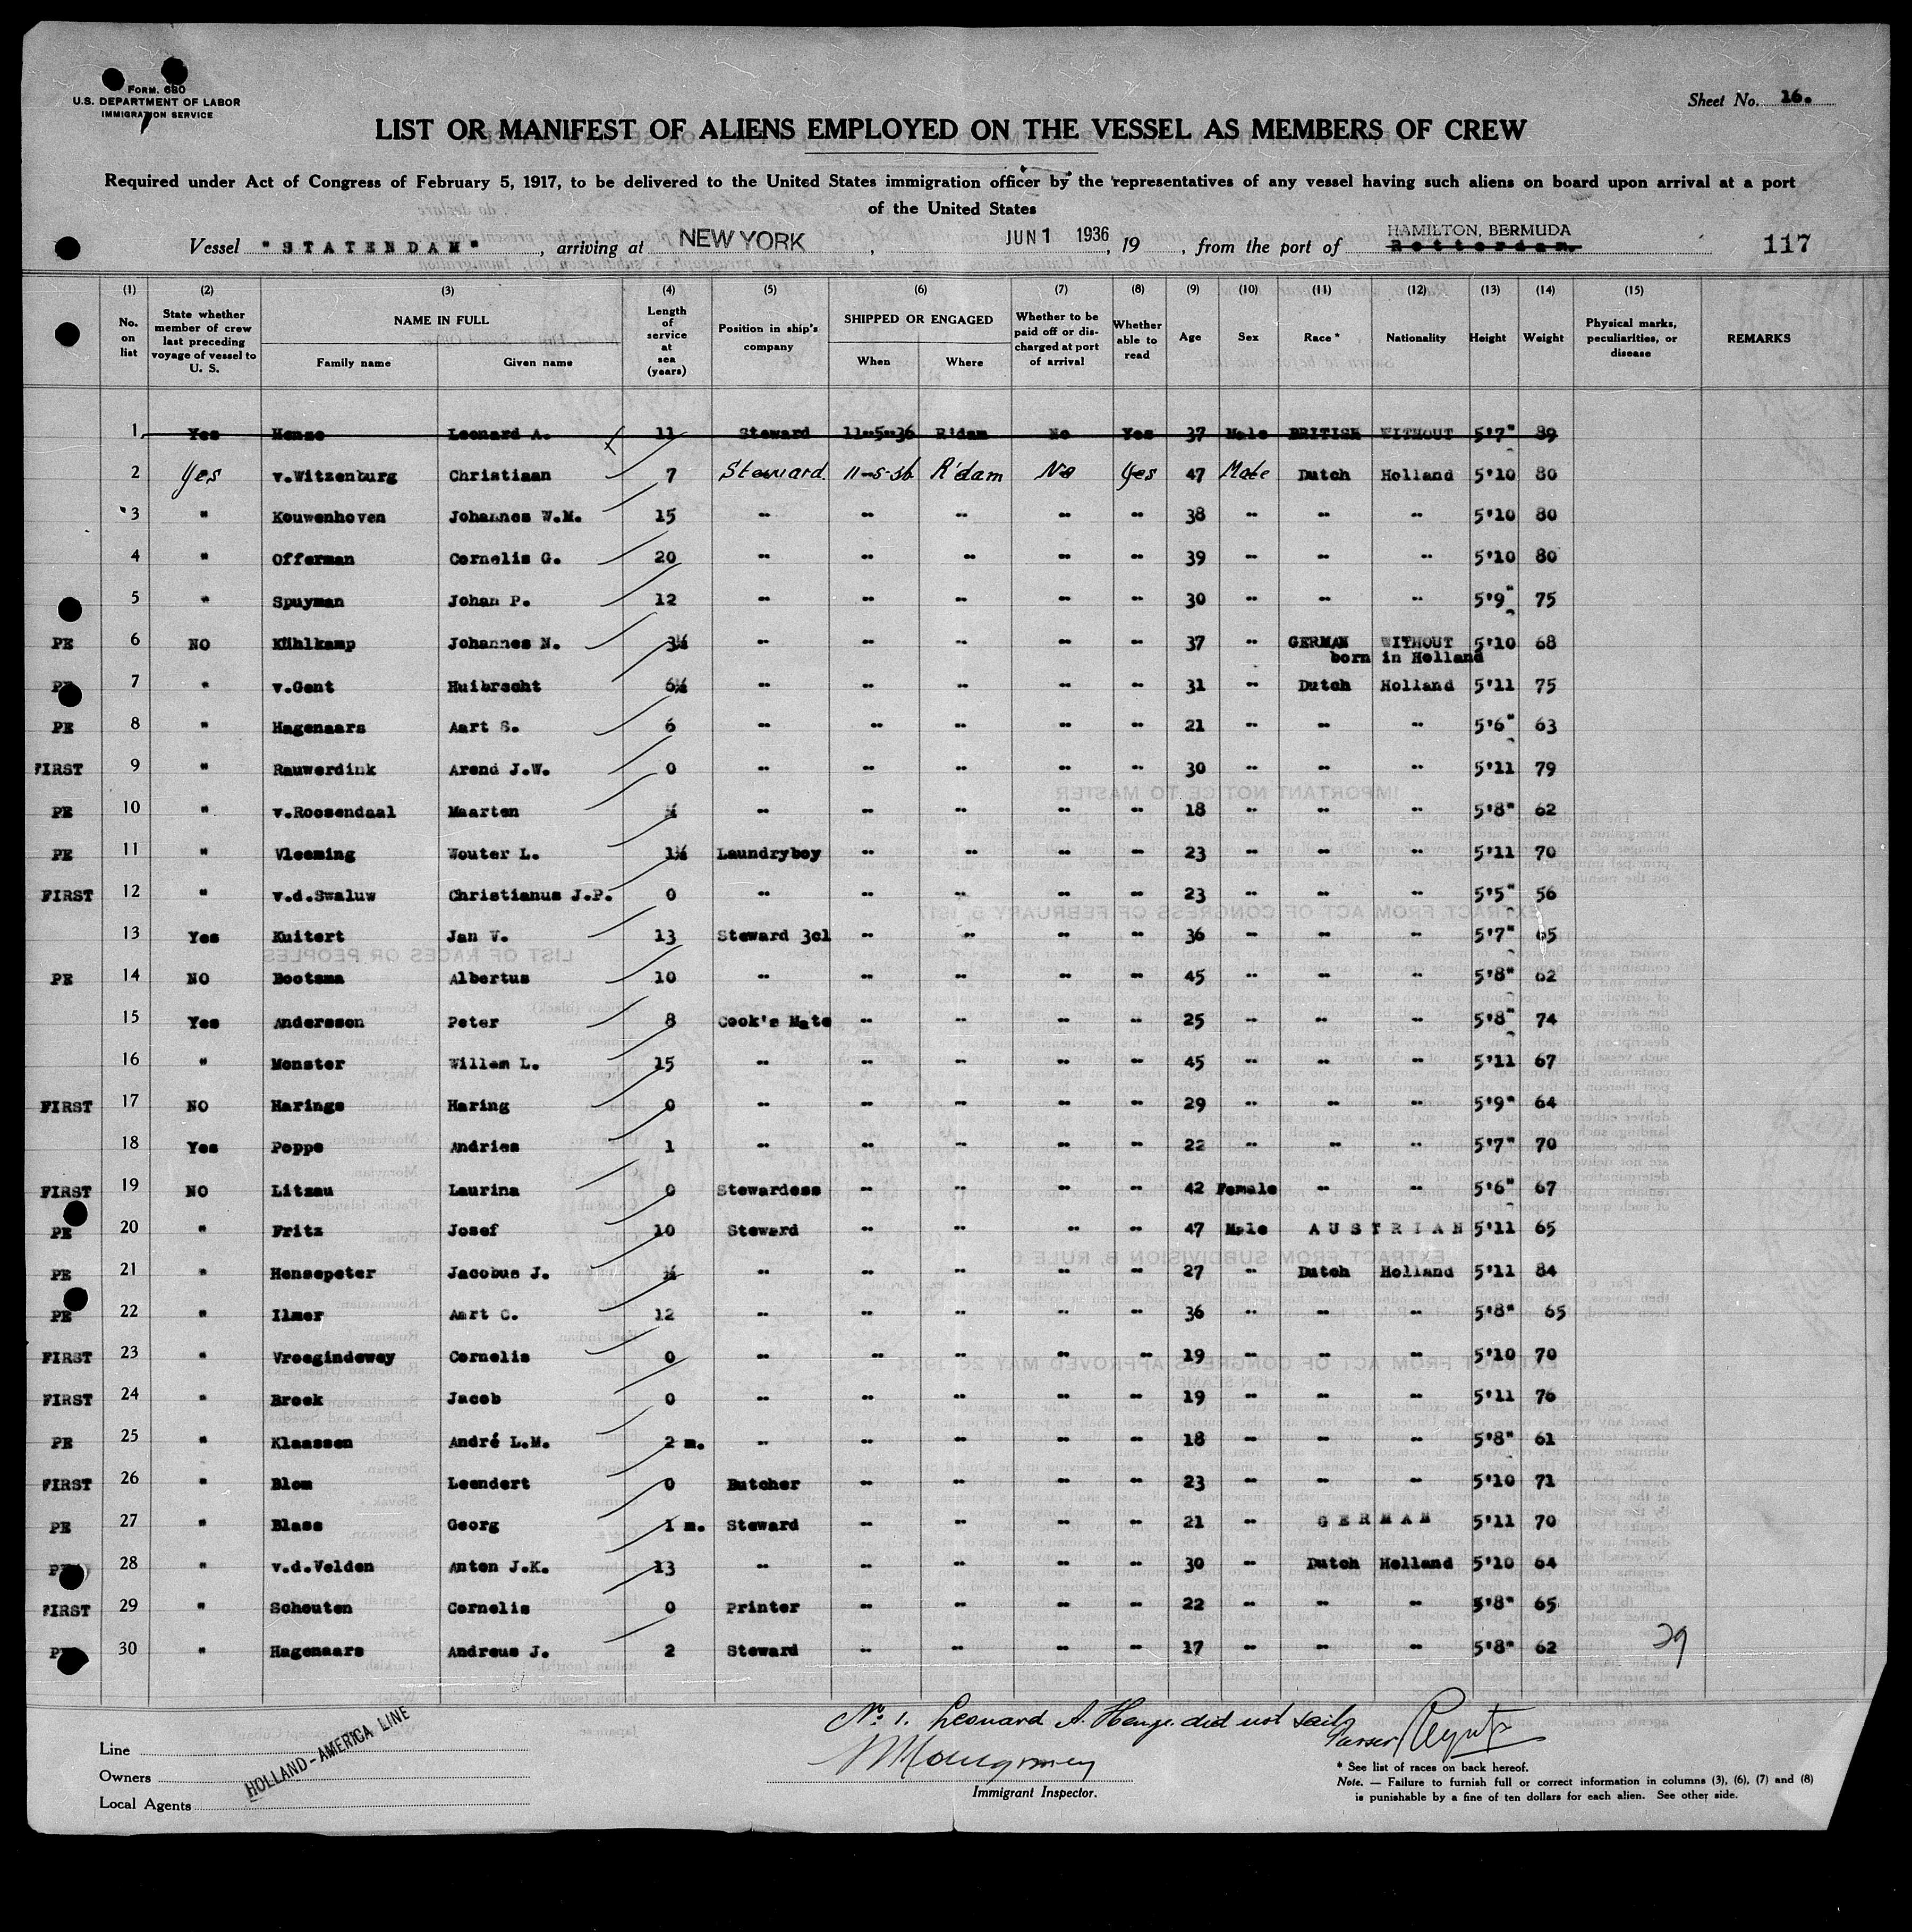 FORM. 680
U.S. DEPARTMENT OF LABOR
IMMIGRATION SERVICE
Sheet No. 16.
LIST OR MANIFEST OF ALIENS EMPLOYED ON THE VESSEL AS MEMBERS OF CREW
Required under Act of Congress of February 5, 1917, to be delivered to the United States immigration officer by the representatives of any vessel having such aliens on board upon arrival at a port
of the United States
Vessel "STATENDAM", arriving at NEW YORK, JUN 1 1936, 19 , from the port of HAMILTON, BERMUDA Rotterdam. 117
(1) (2) (3) (4) (5) (6) (7) (8) (9) (10) (11) (12) (13) (14) (15)
No. on list | State whether member of crew last preceding voyage of vessel to U. S. | NAME IN FULL Family name Given name | Length of service at sea (years) | Position in ship's company | SHIPPED OR ENGAGED When Where | Whether to be paid off or discharged at port of arrival | Whether able to read | Age | Sex | Race* | Nationality | Height | Weight | Physical marks, peculiarities, or disease | REMARKS
1 Yes Henze Leonard A. 11 Steward 11-5-36 R'dam No Yes 37 Male BRITISH WITHOUT 5'7" 89
2 Yes v.Witzenburg Christiaan 7 Steward 11-5-36 R'dam No Yes 47 Male Dutch Holland 5'10 80
3 " Kouwenhoven Johannes W.M. 15 -- -- -- -- -- 38 -- -- -- 5'10 80
4 " Offerman Cornelis G. 20 -- -- -- -- -- 39 -- -- -- 5'10 80
5 " Spuyman Johan P. 12 -- -- -- -- -- 30 -- -- -- 5'9" 75
PE 6 NO Kühlkamp Johannes N. 3½ -- -- -- -- -- 37 -- GERMAN WITHOUT 5'10 68
born in Holland
PE 7 " v.Gent Huibrecht 6½ -- -- -- -- -- 31 -- Dutch Holland 5'11 75
PE 8 " Hagenaars Aart S. 6 -- -- -- -- -- 21 -- -- -- 5'6" 63
FIRST 9 " Rauwerdink Arend J.W. 0 -- -- -- -- -- 30 -- -- -- 5'11 79
PE 10 " v.Roosendaal Maarten ½ -- -- -- -- -- 18 -- -- -- 5'8" 62
PE 11 " Vleeming Wouter L. 1½ Laundryboy -- -- -- -- 23 -- -- -- 5'11 70
FIRST 12 " v.d.Swaluw Christianus J.P. 0 -- -- -- -- -- 23 -- -- -- 5'5" 56
13 Yes Kuitert Jan V. 13 Steward 3cl -- -- -- -- 36 -- -- -- 5'7" 65
PE 14 NO Bootsma Albertus 10 -- -- -- -- -- 45 -- -- -- 5'8" 62
15 Yes Andersson Peter 8 Cook's Mate -- -- -- -- 25 -- -- -- 5'8" 74
16 " Monster Willem L. 15 -- -- -- -- -- 45 -- -- -- 5'11 67
FIRST 17 NO Harings Haring 0 -- -- -- -- -- 29 -- -- -- 5'9" 64
18 Yes Poppe Andries 1 -- -- -- -- -- 22 -- -- -- 5'7" 70
FIRST 19 NO Litzau Laurina 0 Stewardess -- -- -- -- 42 Female -- -- 5'6" 67
PE 20 " Fritz Josef 10 Steward -- -- -- -- 47 Male AUSTRIAN 5'11 65
PE 21 " Hensepeter Jacobus J. ½ -- -- -- -- -- 27 -- Dutch Holland 5'11 84
PE 22 " Ilmer Aart C. 12 -- -- -- -- -- 36 -- -- -- 5'8" 65
FIRST 23 " Vroegindewey Cornelis 0 -- -- -- -- -- 19 -- -- -- 5'10 70
FIRST 24 " Broek Jacob 0 -- -- -- -- -- 19 -- -- -- 5'11 76
PE 25 " Klaassen André L.M. 2 m. -- -- -- -- -- 18 -- -- -- 5'8" 61
FIRST 26 " Blom Leendert 0 Butcher -- -- -- -- 23 -- -- -- 5'10 71
PE 27 " Blass Georg 1 m. Steward -- -- -- -- 21 -- GERMAN 5'11 70
PE 28 " v.d.Velden Anton J.K. 13 -- -- -- -- -- 30 -- Dutch Holland 5'10 64
FIRST 29 " Schouten Cornelis 0 Printer -- -- -- -- 22 -- -- -- 5'8" 65
PE 30 " Hagenaars Andreus J. 2 Steward -- -- -- -- 17 -- -- -- 5'8" 62
29
No. 1. Leonard A. Henze did not sail
Purser
Montgomery
Immigrant Inspector.
Line
Owners
Local Agents
HOLLAND-AMERICA LINE
* See list of races on back hereof.
Note. — Failure to furnish full or correct information in columns (3), (6), (7) and (8)
is punishable by a fine of ten dollars for each alien. See other side.